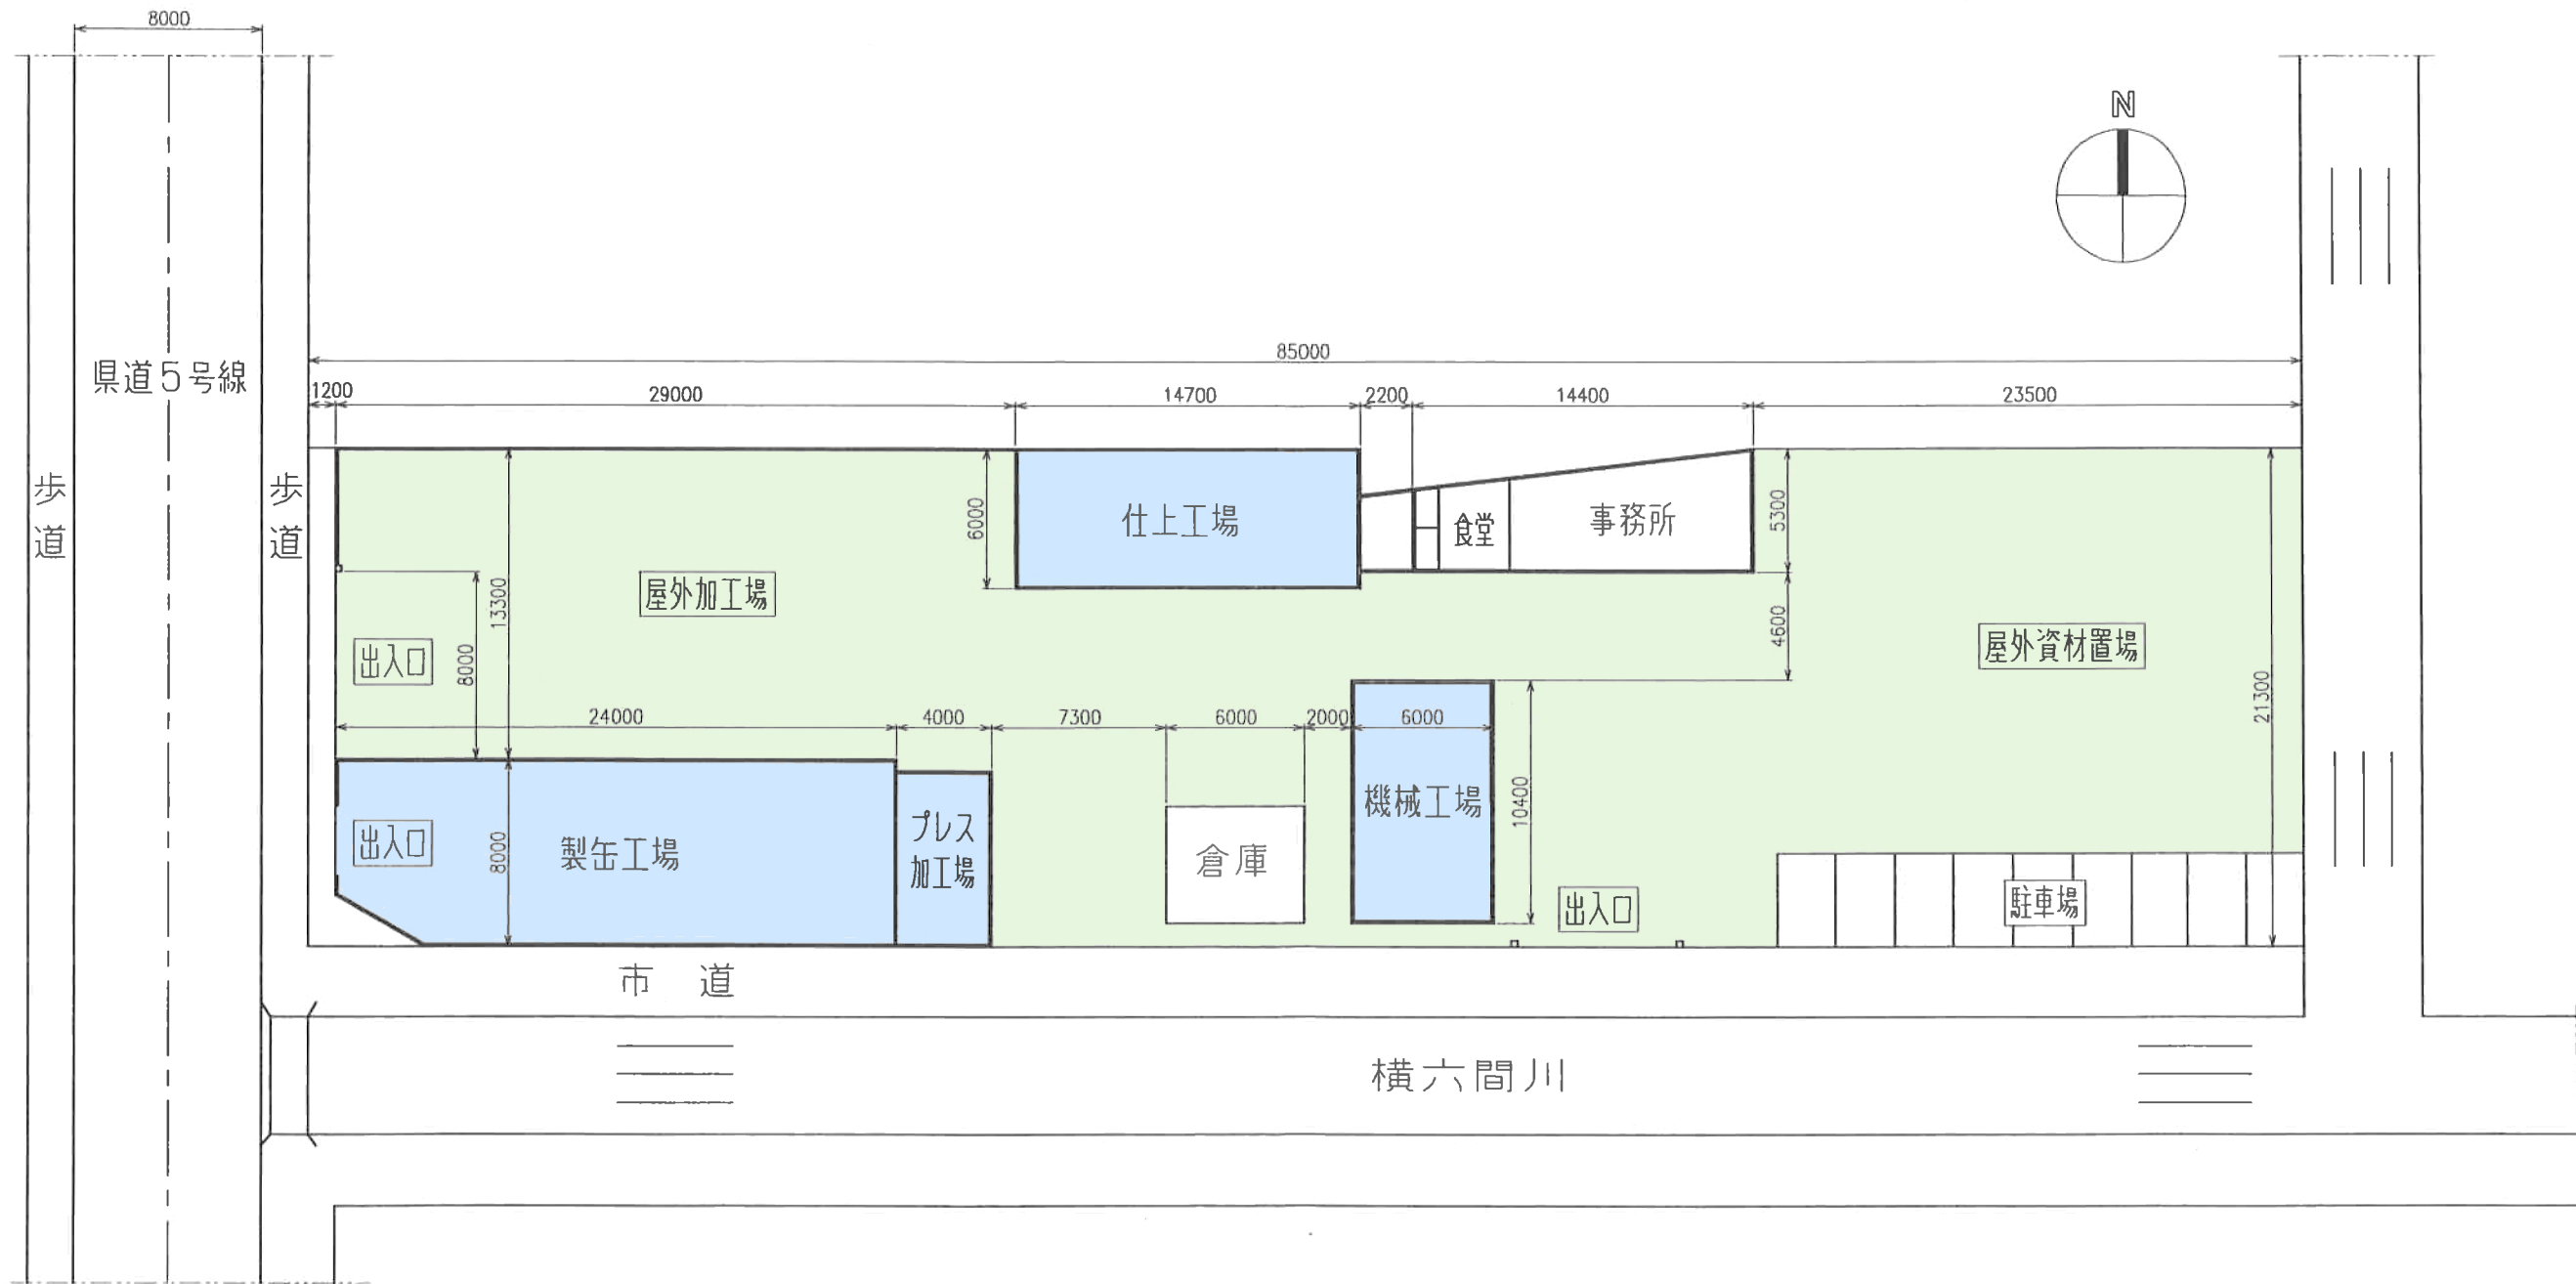 8000
N
85000
1200
29000
14700
2200
14400
23500
県道5号線
歩道
歩道
仕上工場
食堂
事務所
6000
5300
屋外加工場
13300
8000
出入口
4600
屋外資材置場
21300
24000
4000
7300
6000
2000
6000
機械工場
10400
プレス
加工場
出入口
8000
製缶工場
倉庫
出入口
駐車場
市道
横六間川